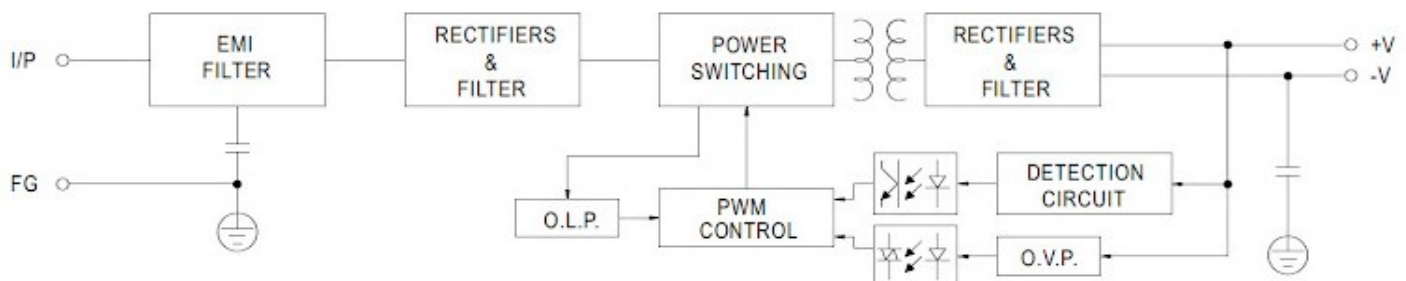 I/P
EMI
FILTER
RECTIFIERS
&
FILTER
POWER
SWITCHING
RECTIFIERS
&
FILTER
+V
-V
FG
O.L.P.
PWM
CONTROL
DETECTION
CIRCUIT
O.V.P.